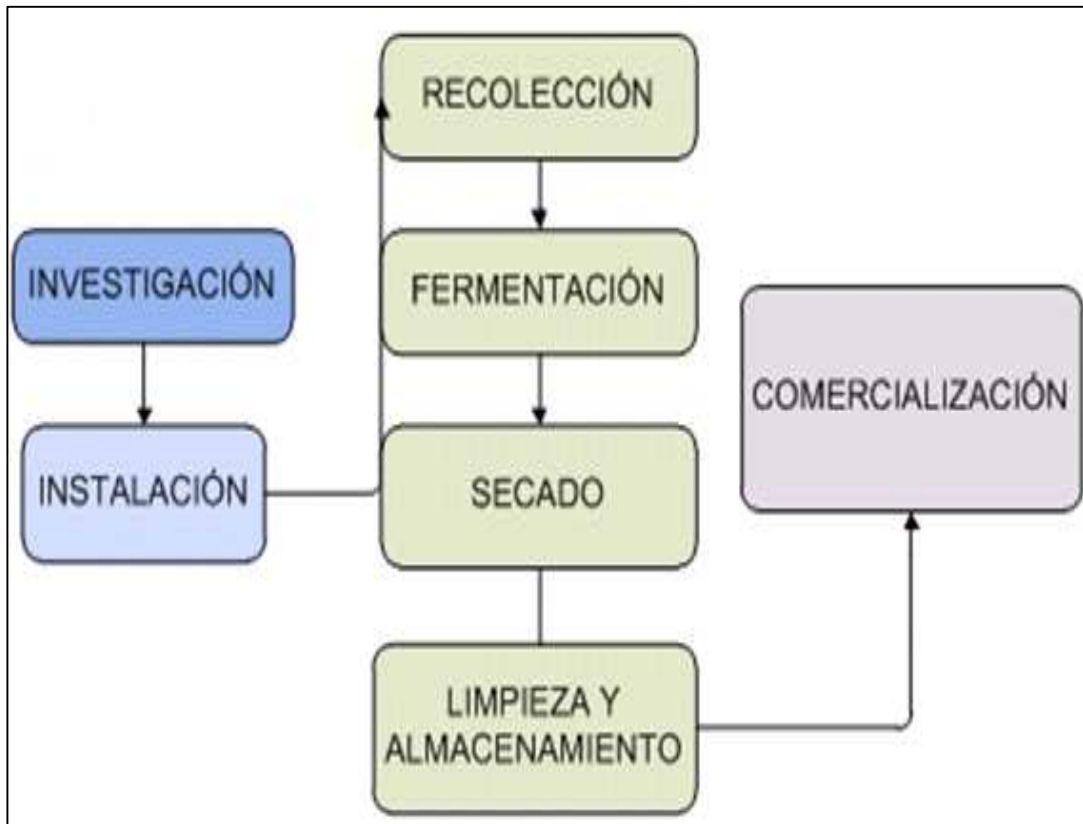 INVESTIGACIÓN
INSTALACIÓN
RECOLECCIÓN
FERMENTACIÓN
SECADO
LIMPIEZA Y
ALMACENAMIENTO
COMERCIALIZACIÓN